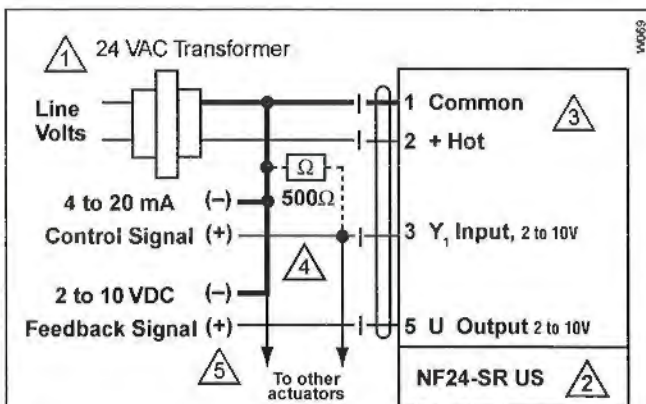 W069
1 24 VAC Transformer
Line
Volts
1 Common
3
2 + Hot
Ω
500Ω
4 to 20 mA (–)
Control Signal (+)
3 Y₁ Input, 2 to 10V
4
2 to 10 VDC (–)
Feedback Signal (+)
5 U Output 2 to 10V
5
To other
actuators
NF24-SR US 2